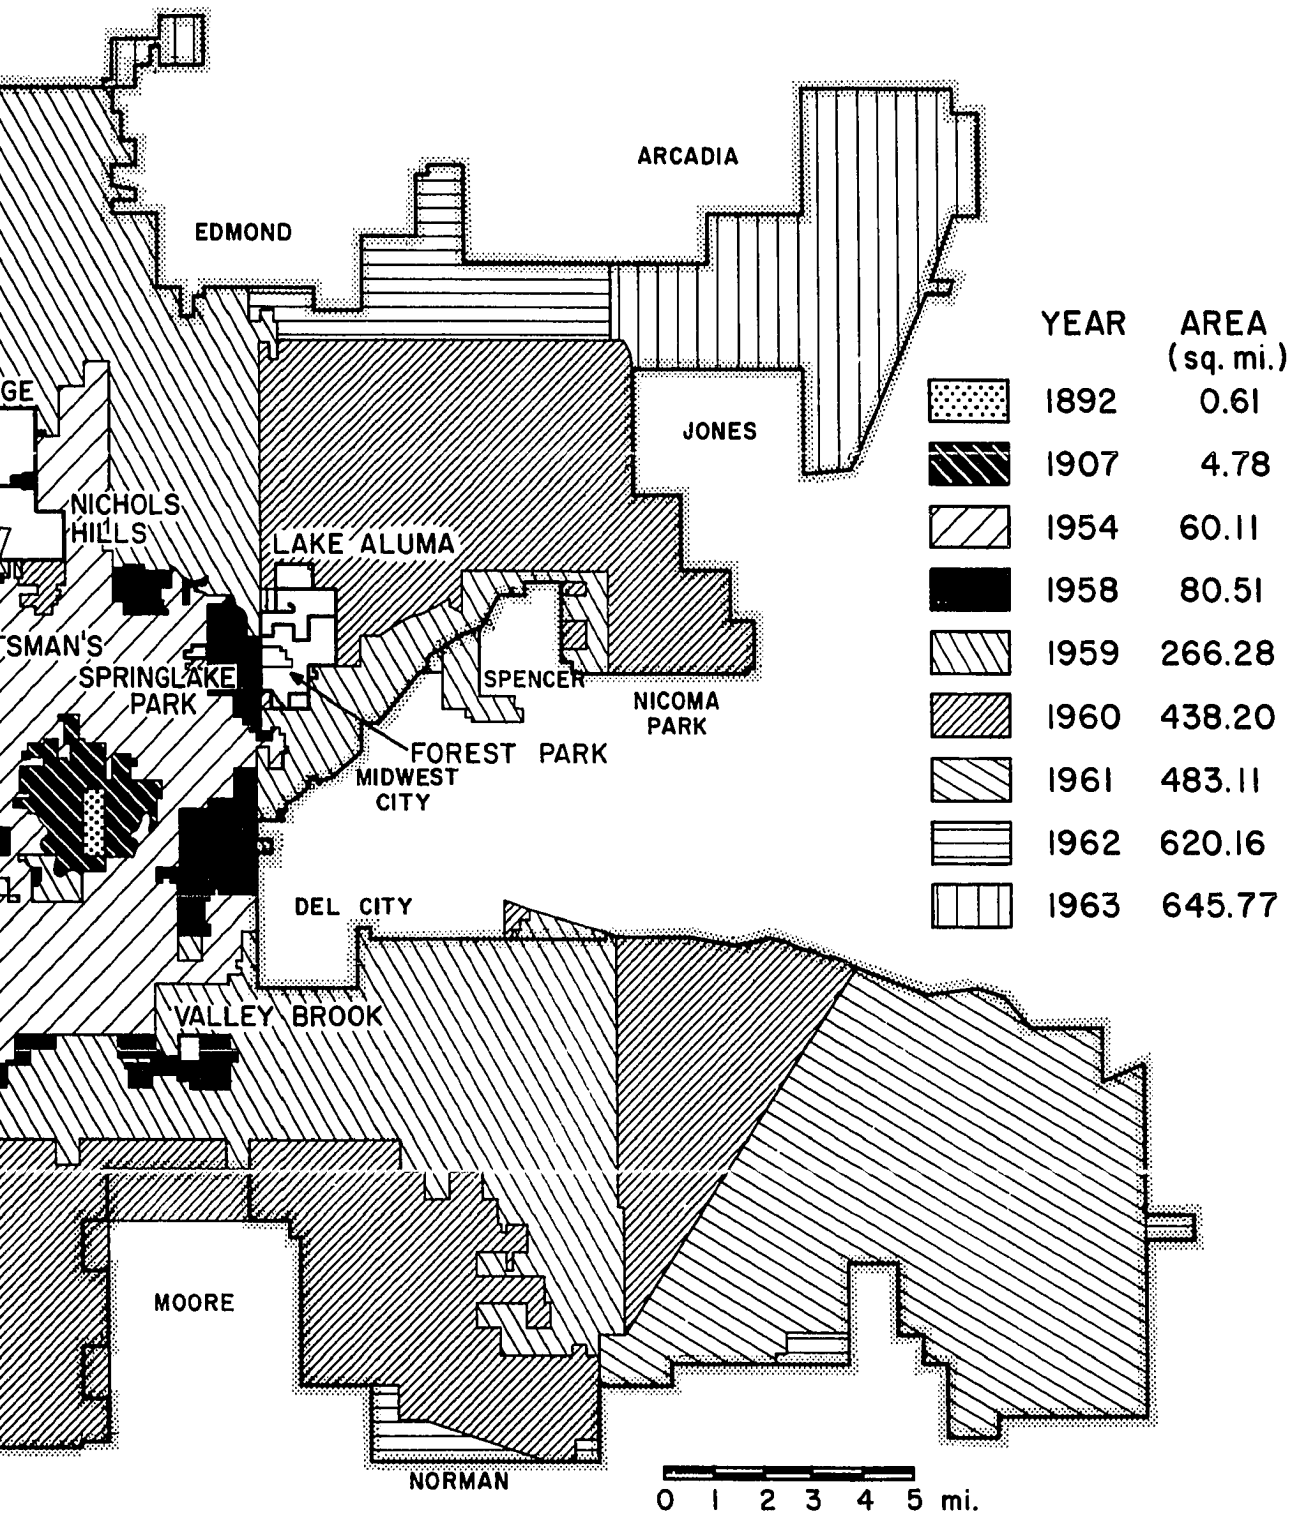 ARCADIA
EDMOND
YEAR AREA
(sq. mi.)
GE
1892 0.61
JONES
1907 4.78
NICHOLS
HILLS
1954 60.11
LAKE ALUMA
1958 80.51
TSMAN'S
1959 266.28
SPRINGLAKE
PARK
SPENCER
NICOMA
PARK
1960 438.20
FOREST PARK
MIDWEST
CITY
1961 483.11
1962 620.16
DEL CITY
1963 645.77
VALLEY BROOK
MOORE
NORMAN
0 1 2 3 4 5 mi.